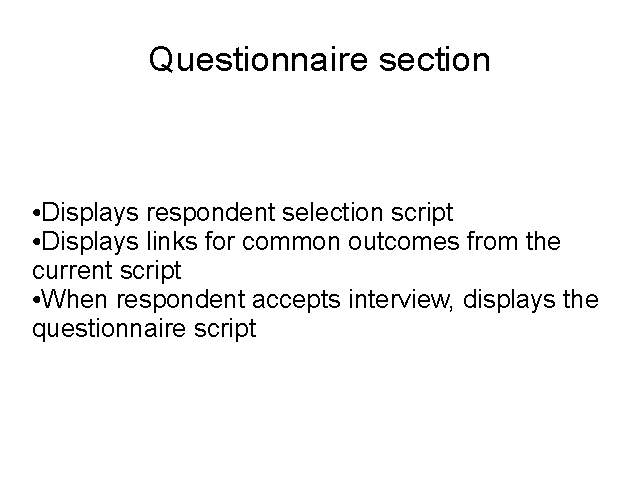 Questionnaire section
•Displays respondent selection script
•Displays links for common outcomes from the
current script
•When respondent accepts interview, displays the
questionnaire script